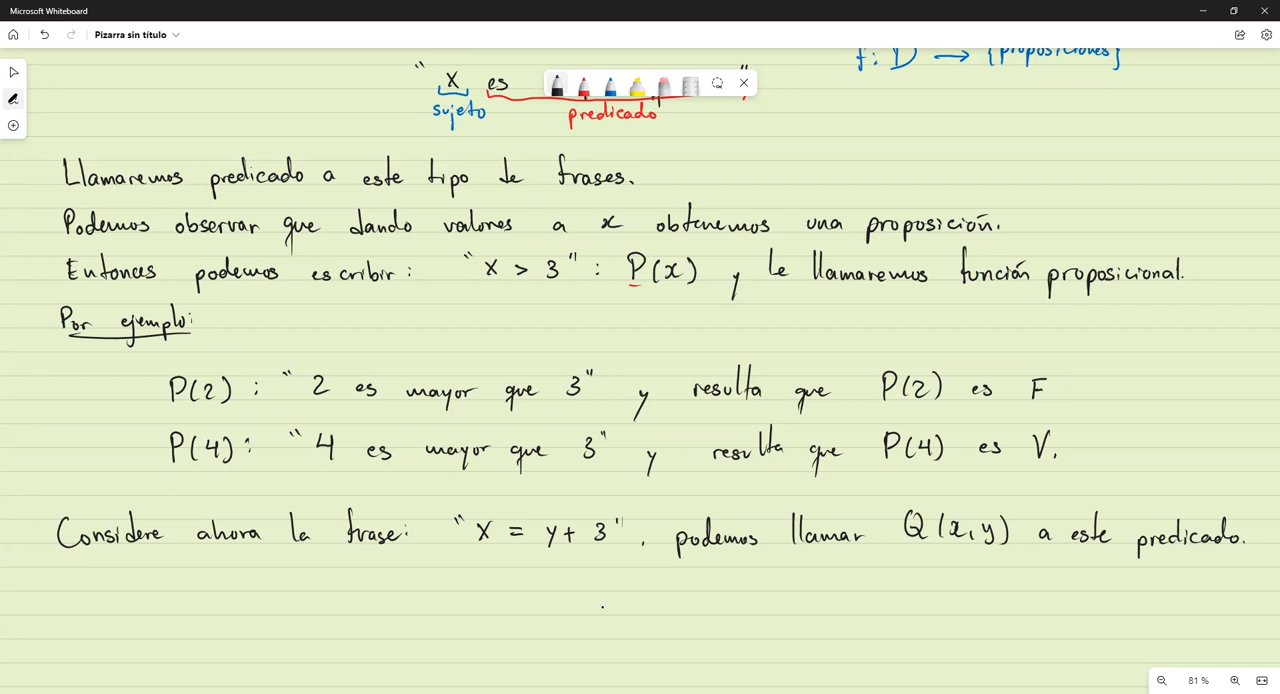 Microsoft Whiteboard
Pizarra sin título
f: D → {proposiciones}
"X es "
sujeto predicado
Llamaremos predicado a este tipo de frases.
Podemos observar que dando valores a x obtenemos una proposición.
Entonces podemos escribir: "X > 3": P(x) y le llamaremos función proposicional.
Por ejemplo:
P(2): "2 es mayor que 3" y resulta que P(2) es F
P(4): "4 es mayor que 3" y resulta que P(4) es V.
Considere ahora la frase: "X = y + 3", podemos llamar Q(x,y) a este predicado.
81 %